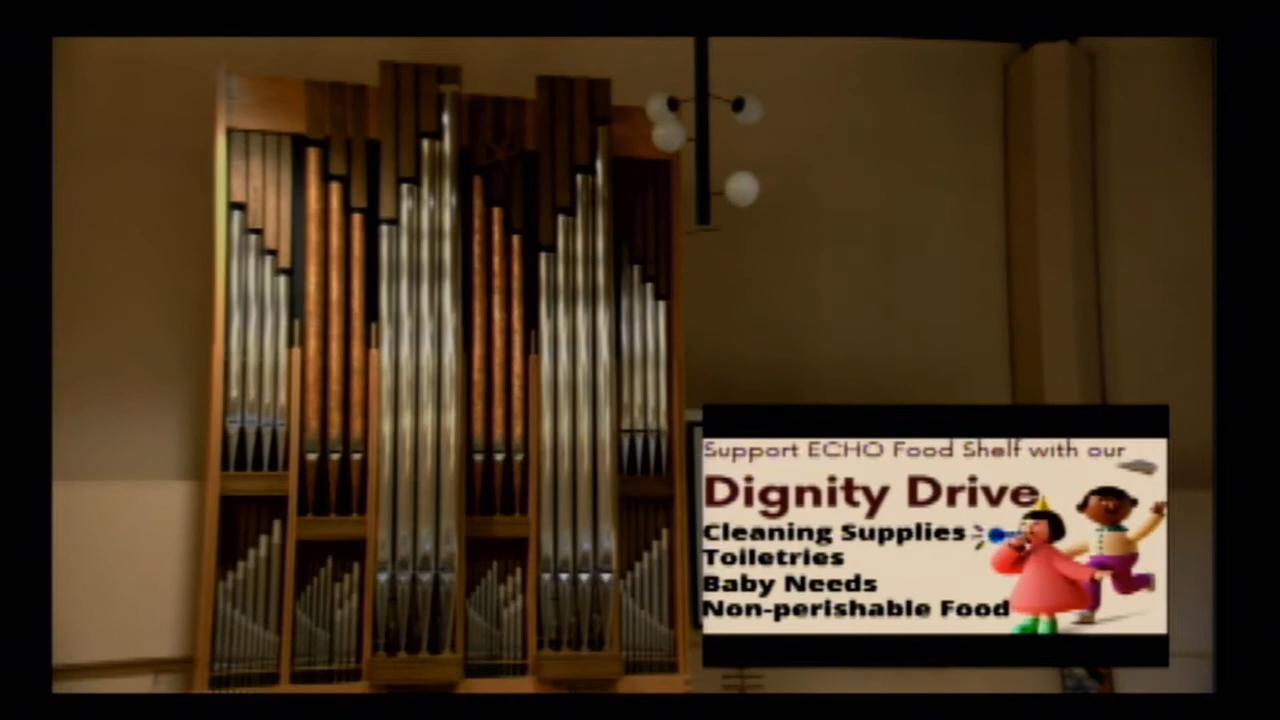 Support ECHO Food Shelf with our
Dignity Drive
Cleaning Supplies
Toiletries
Baby Needs
Non-perishable Food